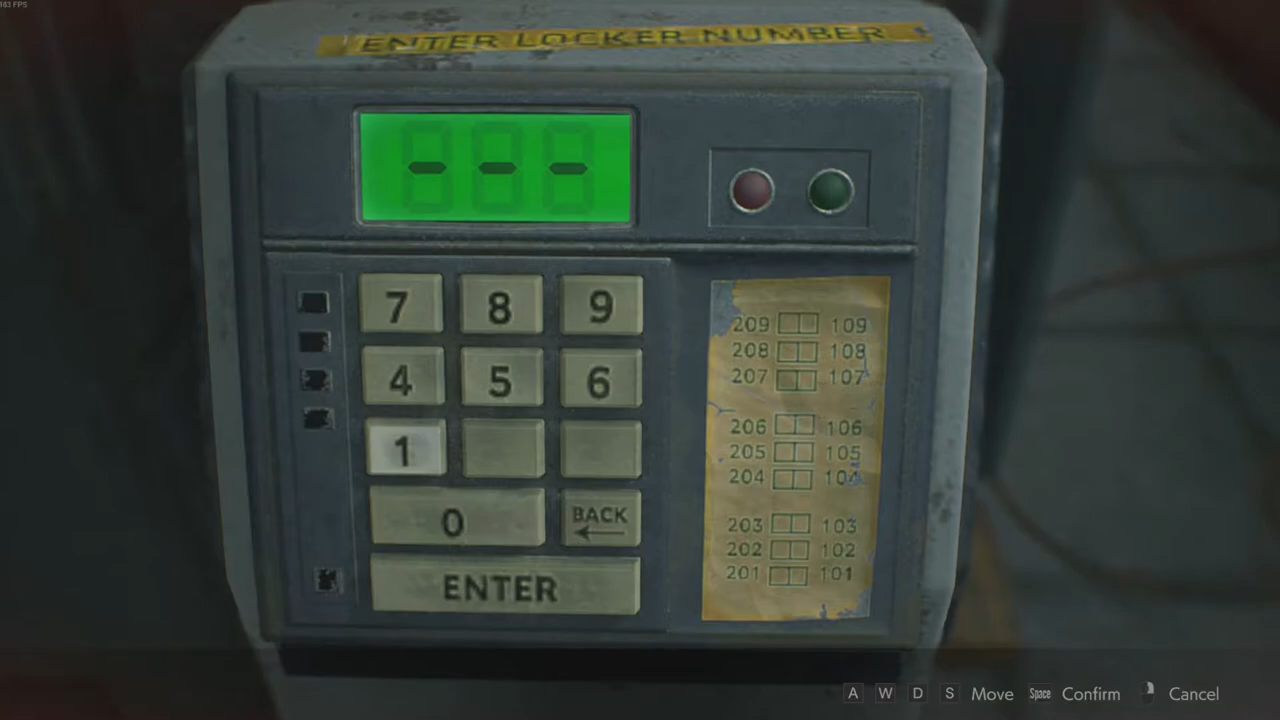 163 FPS
ENTER LOCKER NUMBER
7 8 9
4 5 6
1
0 BACK
ENTER
209 109
208 108
207 107
206 106
205 105
204 104
203 103
202 102
201 101
A W D S Move Space Confirm Cancel